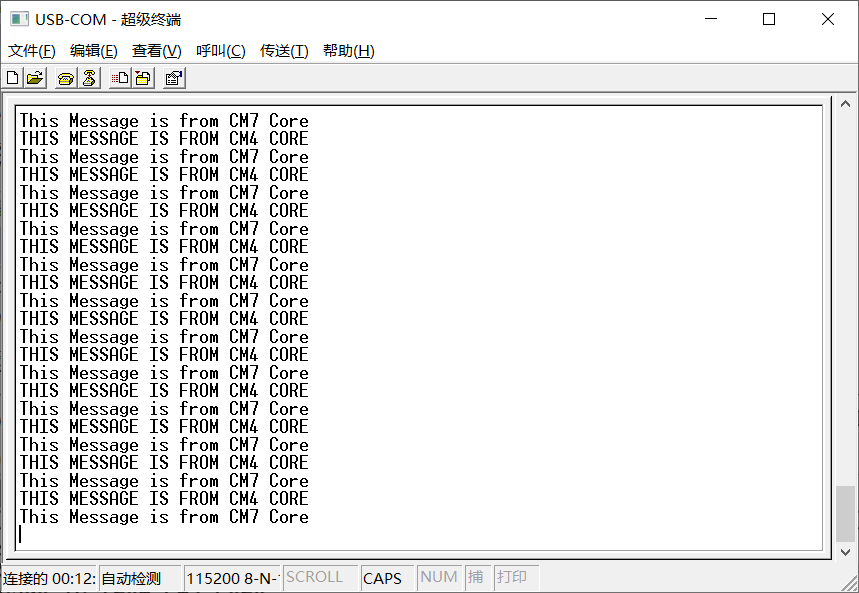 USB-COM - 超级终端
文件(F) 编辑(E) 查看(V) 呼叫(C) 传送(T) 帮助(H)
This Message is from CM7 Core
THIS MESSAGE IS FROM CM4 CORE
This Message is from CM7 Core
THIS MESSAGE IS FROM CM4 CORE
This Message is from CM7 Core
THIS MESSAGE IS FROM CM4 CORE
This Message is from CM7 Core
THIS MESSAGE IS FROM CM4 CORE
This Message is from CM7 Core
THIS MESSAGE IS FROM CM4 CORE
This Message is from CM7 Core
THIS MESSAGE IS FROM CM4 CORE
This Message is from CM7 Core
THIS MESSAGE IS FROM CM4 CORE
This Message is from CM7 Core
THIS MESSAGE IS FROM CM4 CORE
This Message is from CM7 Core
THIS MESSAGE IS FROM CM4 CORE
This Message is from CM7 Core
THIS MESSAGE IS FROM CM4 CORE
This Message is from CM7 Core
THIS MESSAGE IS FROM CM4 CORE
This Message is from CM7 Core
连接的 00:12: 自动检测 115200 8-N- SCROLL CAPS NUM 捕 打印